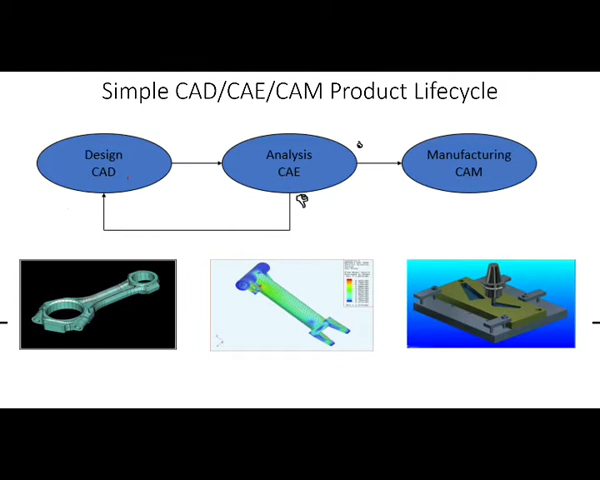 Simple CAD/CAE/CAM Product Lifecycle
Design
CAD
Analysis
CAE
Manufacturing
CAM